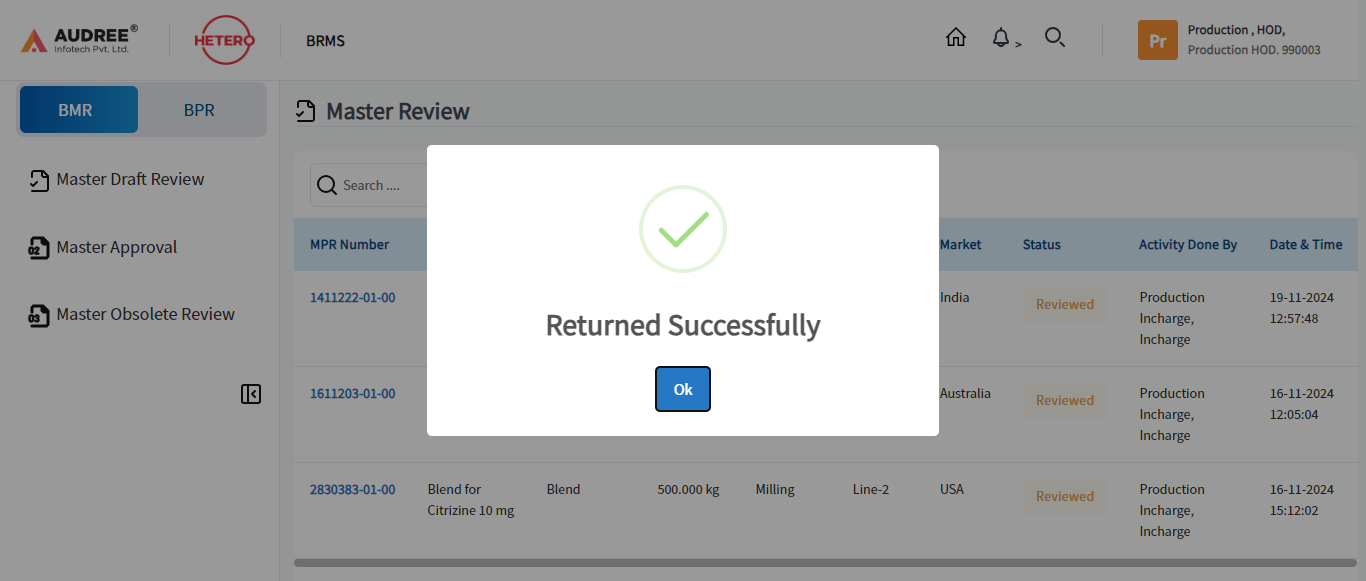 AUDREE®
Infotech Pvt. Ltd.
HETERO
BRMS
>
Pr
Production , HOD,
Production HOD. 990003
BMR
BPR
Master Draft Review
02
Master Approval
03
Master Obsolete Review
Master Review
Search ....
MPR Number
Market
Status
Activity Done By
Date & Time
1411222-01-00
India
Reviewed
Production
Incharge,
Incharge
19-11-2024
12:57:48
1611203-01-00
Australia
Reviewed
Production
Incharge,
Incharge
16-11-2024
12:05:04
2830383-01-00
Blend for
Citrizine 10 mg
Blend
500.000 kg
Milling
Line-2
USA
Reviewed
Production
Incharge,
Incharge
16-11-2024
15:12:02
Returned Successfully
Ok